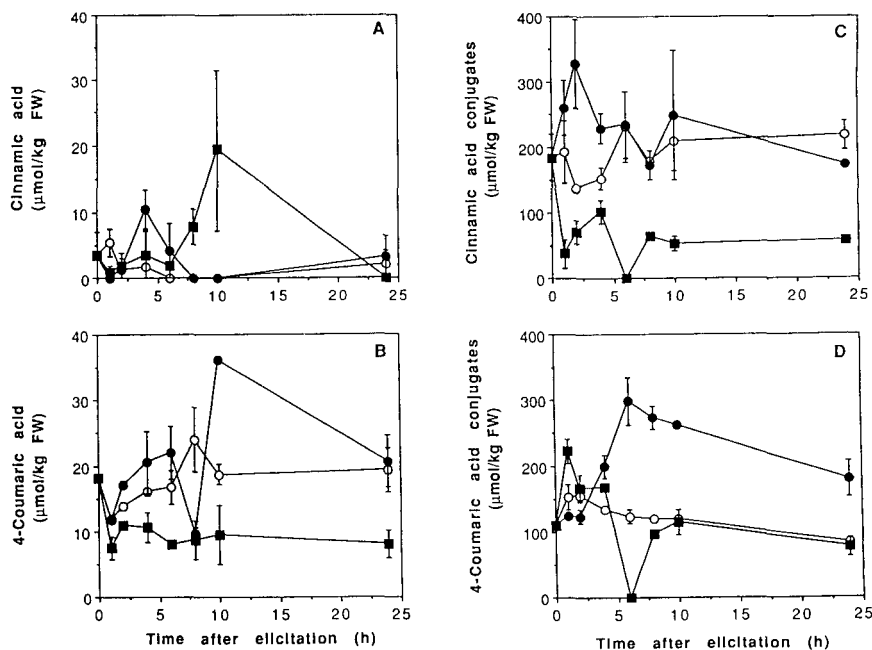 A
Cinnamic acid
(μmol/kg FW)
40
30
20
10
0
0 5 10 15 20 25
C
Cinnamic acid conjugates
(μmol/kg FW)
400
300
200
100
0
0 5 10 15 20 25
B
4-Coumaric acid
(μmol/kg FW)
40
30
20
10
0
0 5 10 15 20 25
Time after elicitation (h)
D
4-Coumaric acid conjugates
(μmol/kg FW)
400
300
200
100
0
0 5 10 15 20 25
Time after elicitation (h)